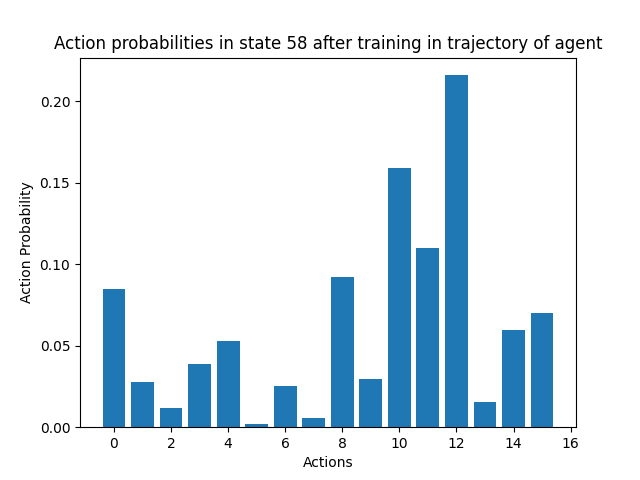 Action probabilities in state 58 after training in trajectory of agent
0.20
0.15
0.10
0.05
0.00
Action Probability
0 2 4 6 8 10 12 14 16
Actions